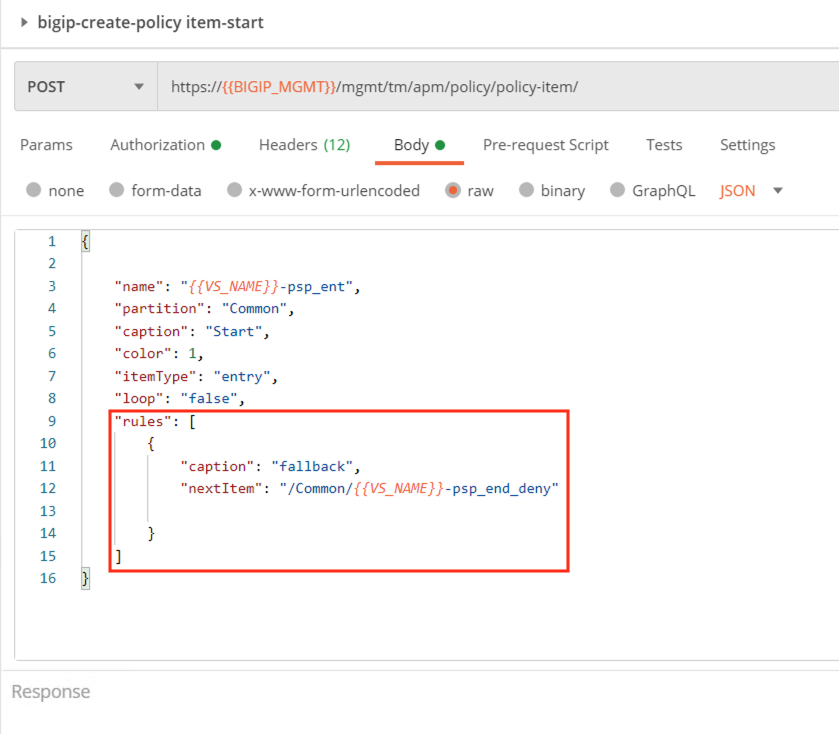 bigip-create-policy item-start
POST https://{{BIGIP_MGMT}}/mgmt/tm/apm/policy/policy-item/
Params Authorization Headers (12) Body Pre-request Script Tests Settings
none form-data x-www-form-urlencoded raw binary GraphQL JSON
1 {
2
3 "name": "{{VS_NAME}}-psp_ent",
4 "partition": "Common",
5 "caption": "Start",
6 "color": 1,
7 "itemType": "entry",
8 "loop": "false",
9 "rules": [
10 {
11 "caption": "fallback",
12 "nextItem": "/Common/{{VS_NAME}}-psp_end_deny"
13
14 }
15 ]
16 }
Response